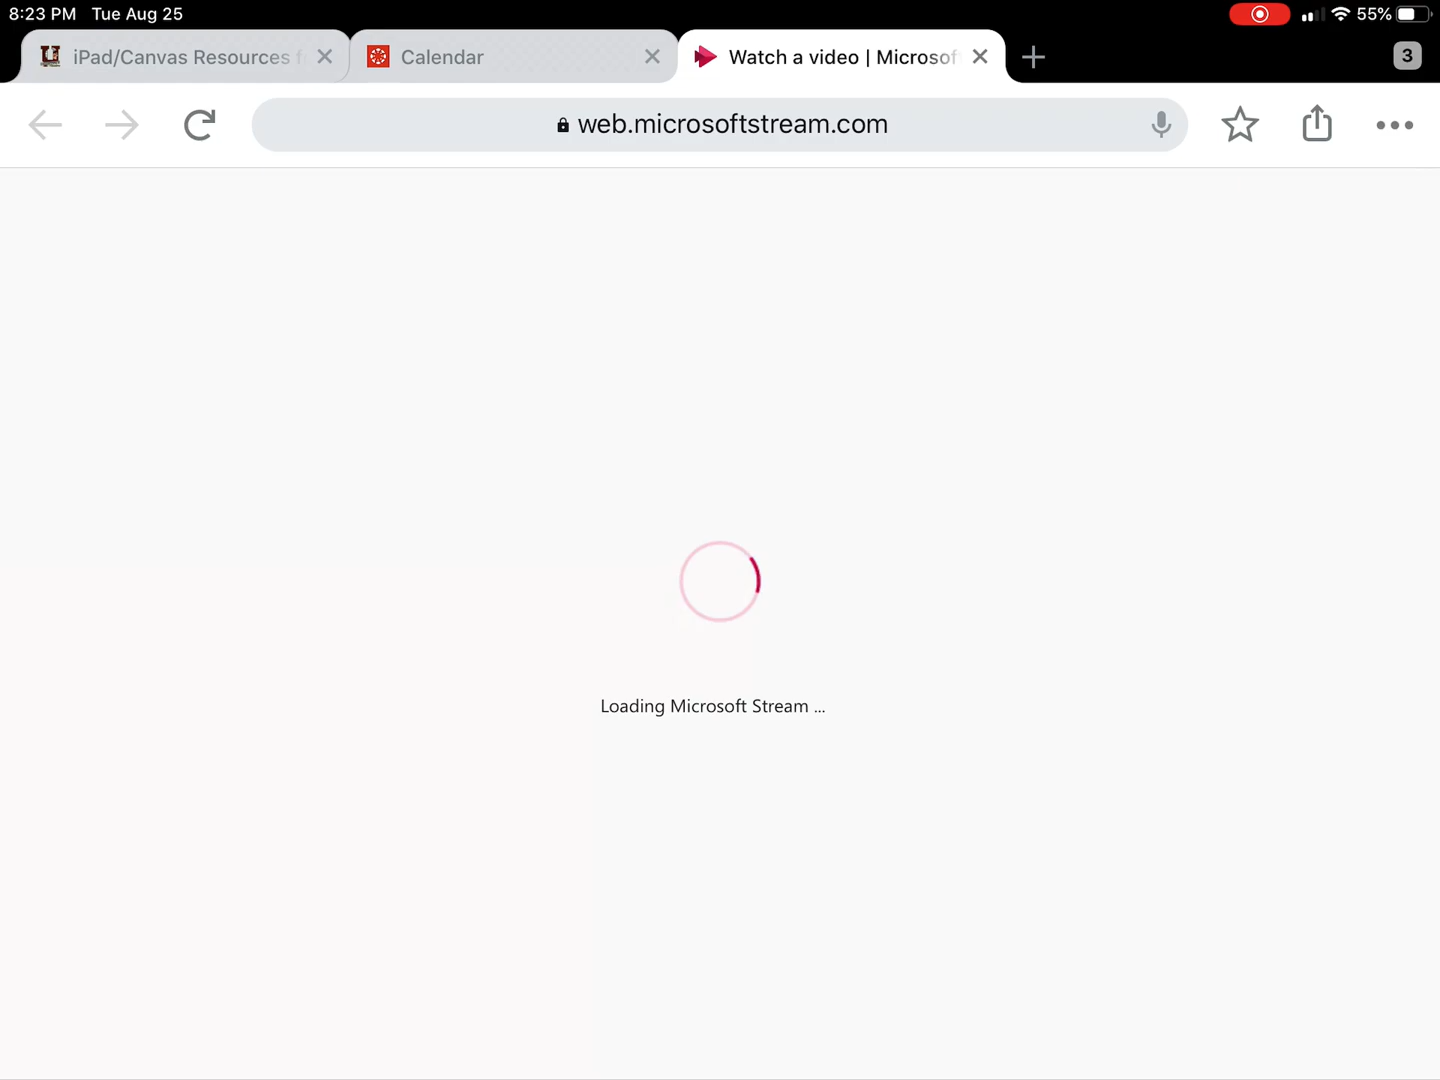 8:23 PM Tue Aug 25
55%
iPad/Canvas Resources f
Calendar
Watch a video | Microsof
3
web.microsoftstream.com
Loading Microsoft Stream ...